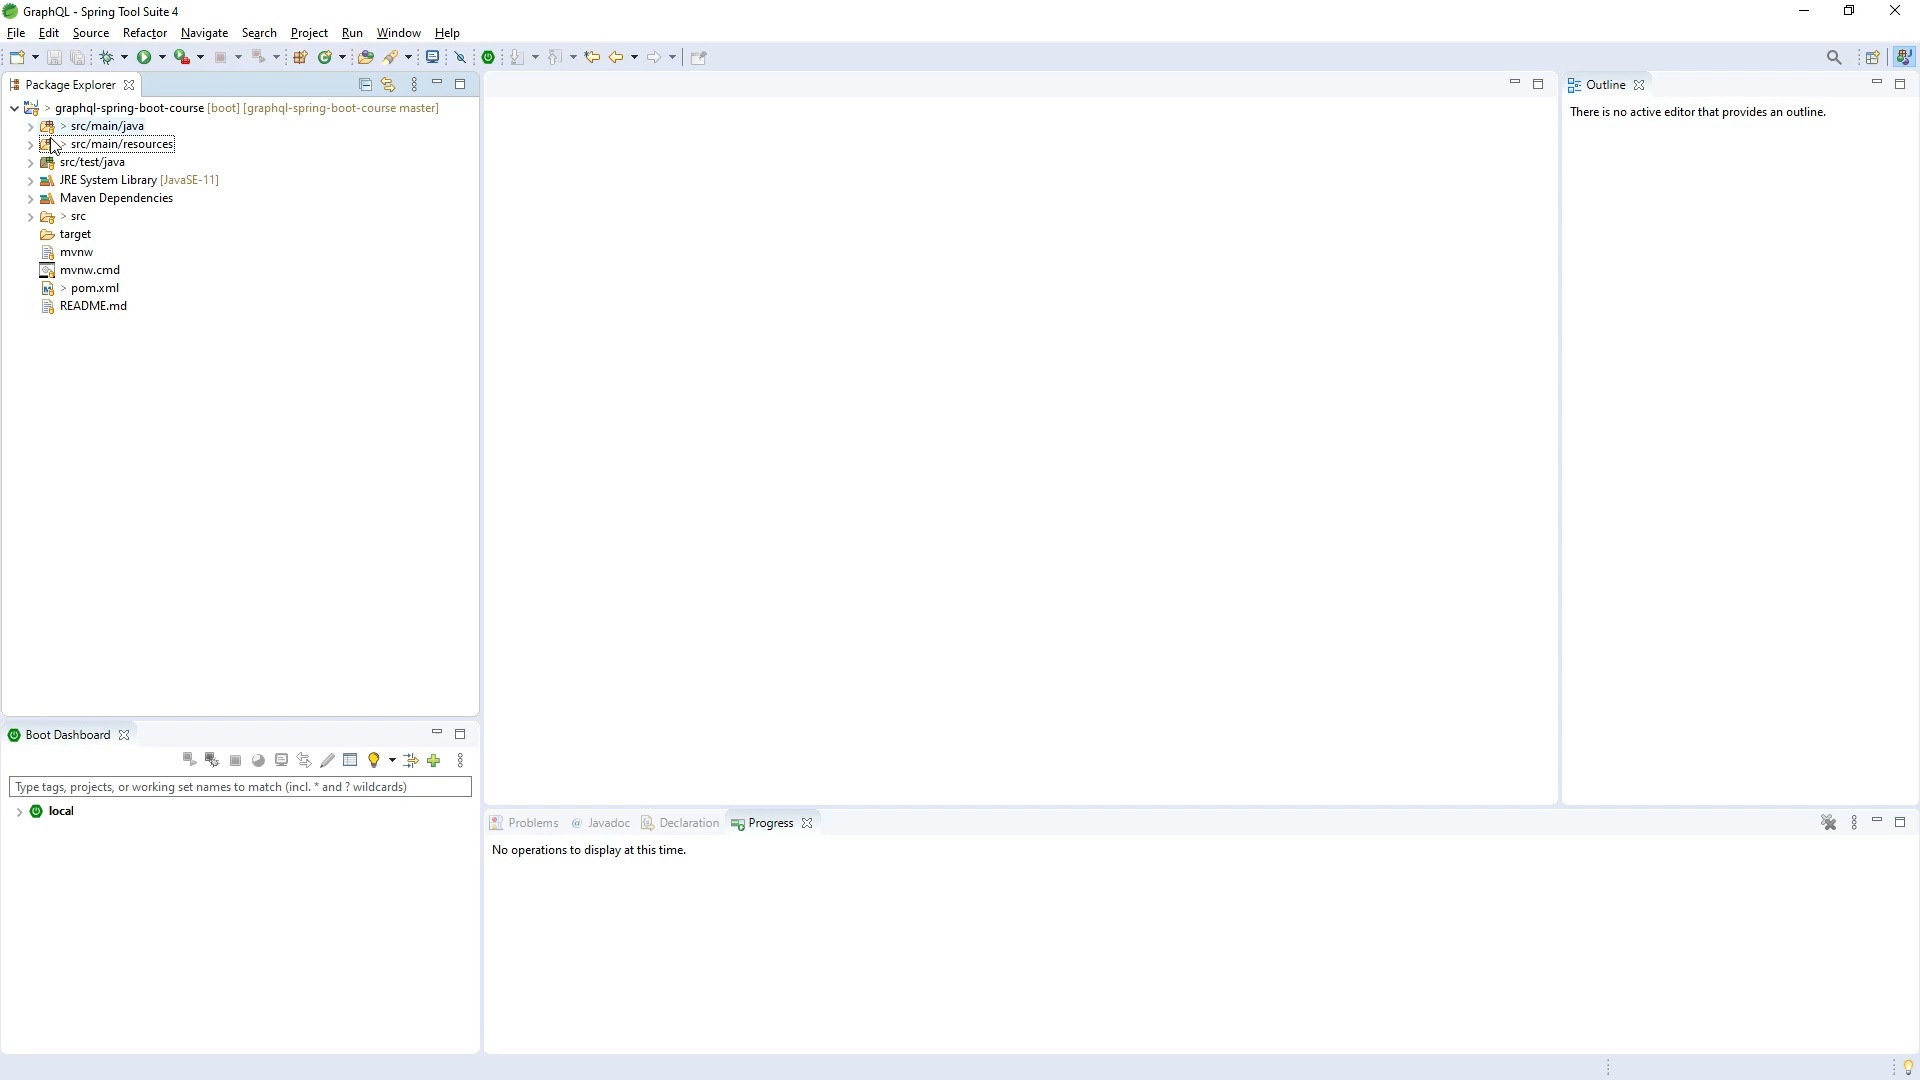 GraphQL - Spring Tool Suite 4
File Edit Source Refactor Navigate Search Project Run Window Help
Package Explorer
> graphql-spring-boot-course [boot] [graphql-spring-boot-course master]
> src/main/java
> src/main/resources
src/test/java
JRE System Library [JavaSE-11]
Maven Dependencies
> src
target
mvnw
mvnw.cmd
> pom.xml
README.md
Outline
There is no active editor that provides an outline.
Boot Dashboard
Type tags, projects, or working set names to match (incl. * and ? wildcards)
local
Problems @ Javadoc Declaration Progress
No operations to display at this time.